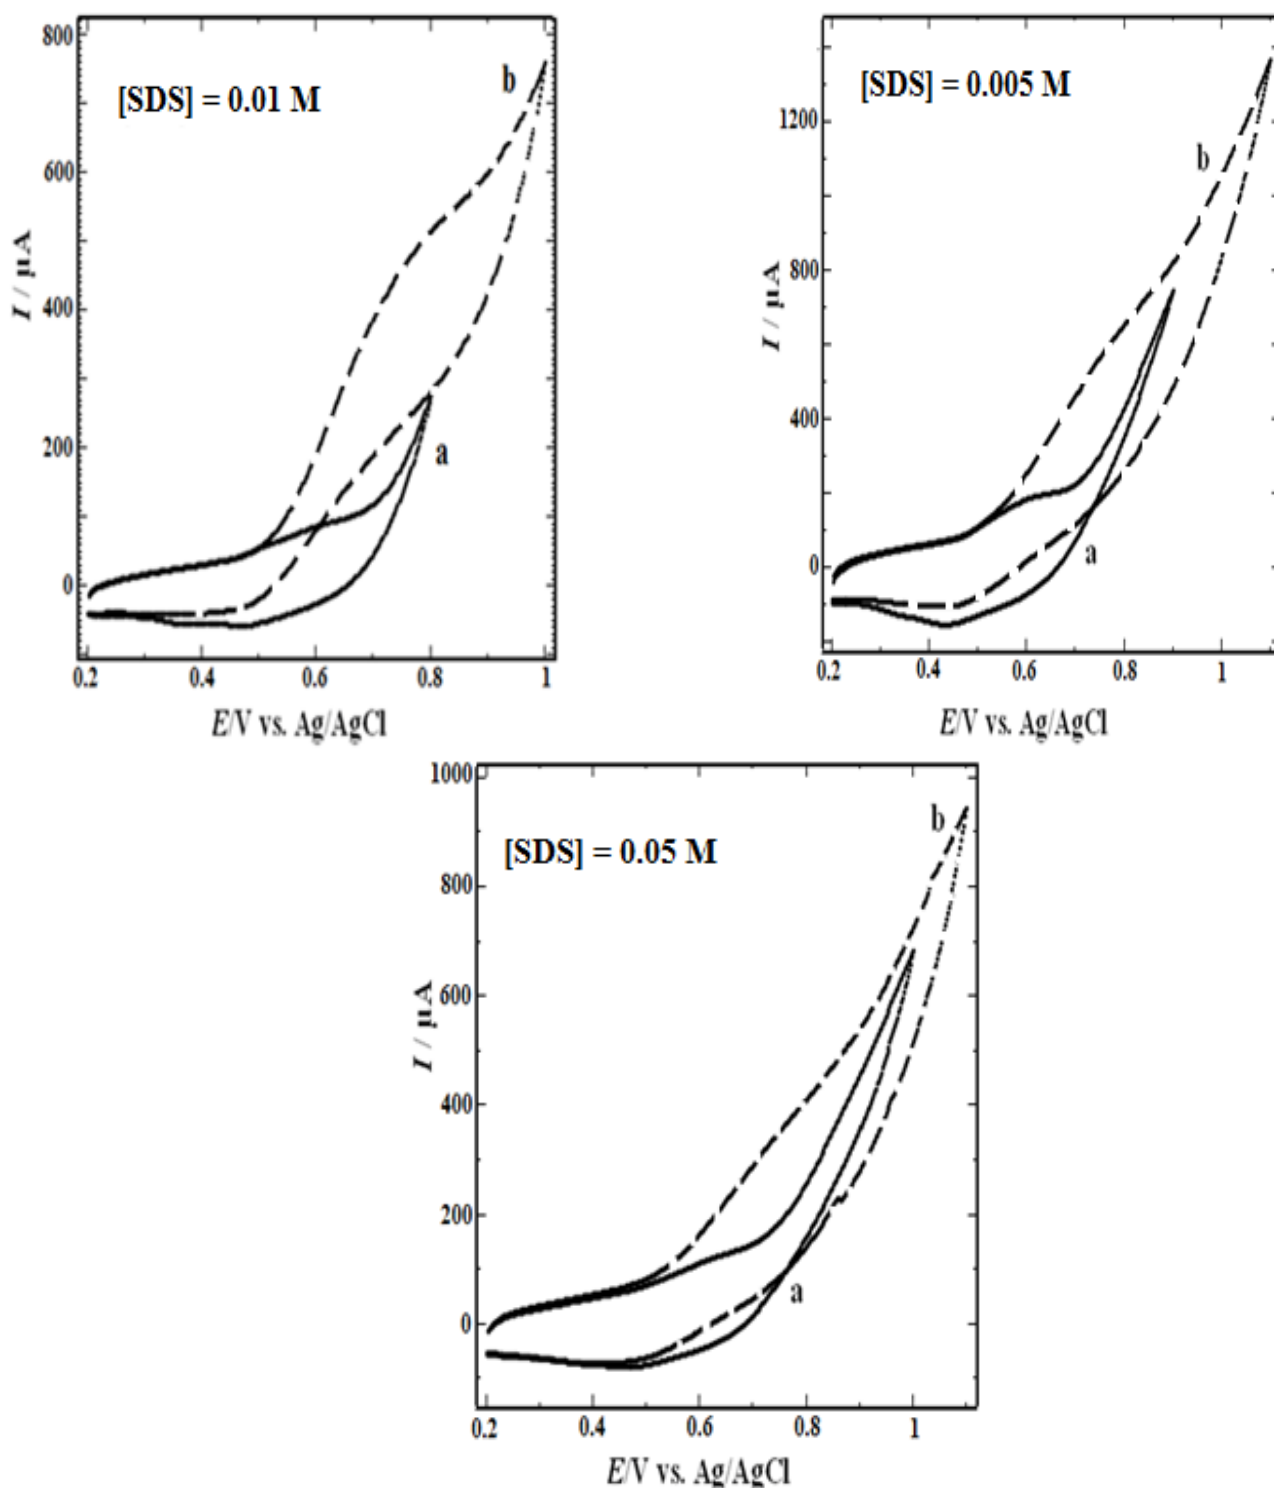 [SDS] = 0.01 M
b
a
I / µA
800
600
400
200
0
0.2 0.4 0.6 0.8 1
E/V vs. Ag/AgCl
[SDS] = 0.005 M
b
a
I / µA
1200
800
400
0
0.2 0.4 0.6 0.8 1
E/V vs. Ag/AgCl
[SDS] = 0.05 M
b
a
I / µA
1000
800
600
400
200
0
0.2 0.4 0.6 0.8 1
E/V vs. Ag/AgCl